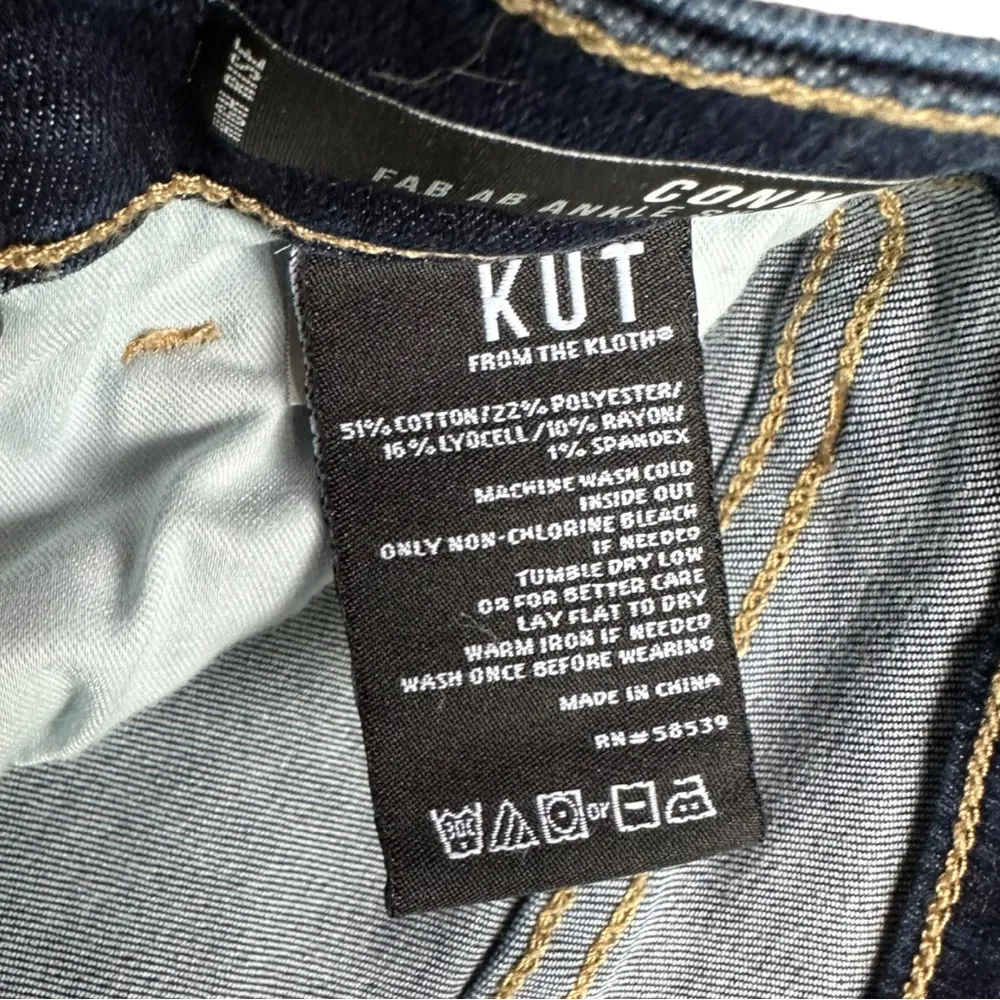 HIGH RISE
CONN
FAB AB ANKLE S
KUT
FROM THE KLOTH®
51% COTTON/22% POLYESTER/
16% LYOCELL/10% RAYON/
1% SPANDEX
MACHINE WASH COLD
INSIDE OUT
ONLY NON-CHLORINE BLEACH
IF NEEDED
TUMBLE DRY LOW
OR FOR BETTER CARE
LAY FLAT TO DRY
WARM IRON IF NEEDED
WASH ONCE BEFORE WEARING
MADE IN CHINA
RN# 58539
30C or